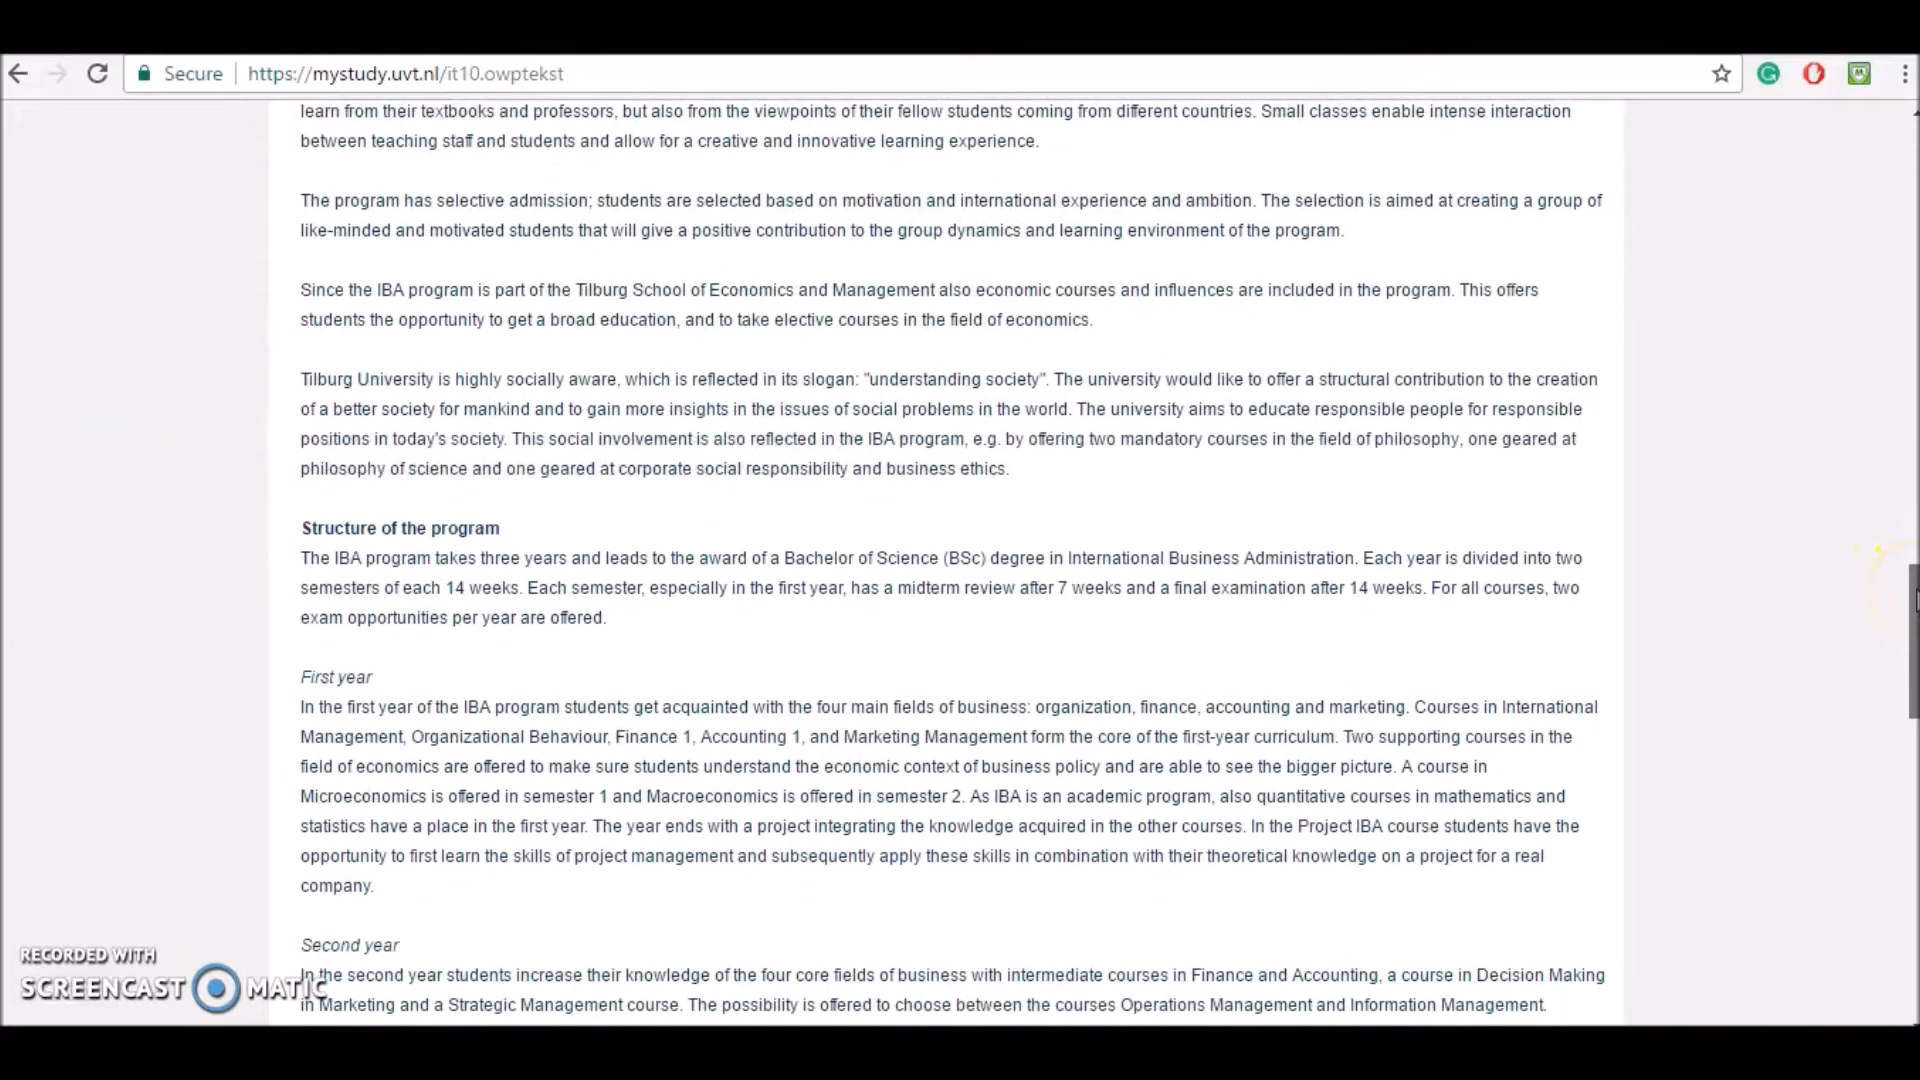 Secure https://mystudy.uvt.nl/it10.owptekst
learn from their textbooks and professors, but also from the viewpoints of their fellow students coming from different countries. Small classes enable intense interaction
between teaching staff and students and allow for a creative and innovative learning experience.
The program has selective admission; students are selected based on motivation and international experience and ambition. The selection is aimed at creating a group of
like-minded and motivated students that will give a positive contribution to the group dynamics and learning environment of the program.
Since the IBA program is part of the Tilburg School of Economics and Management also economic courses and influences are included in the program. This offers
students the opportunity to get a broad education, and to take elective courses in the field of economics.
Tilburg University is highly socially aware, which is reflected in its slogan: "understanding society". The university would like to offer a structural contribution to the creation
of a better society for mankind and to gain more insights in the issues of social problems in the world. The university aims to educate responsible people for responsible
positions in today's society. This social involvement is also reflected in the IBA program, e.g. by offering two mandatory courses in the field of philosophy, one geared at
philosophy of science and one geared at corporate social responsibility and business ethics.
Structure of the program
The IBA program takes three years and leads to the award of a Bachelor of Science (BSc) degree in International Business Administration. Each year is divided into two
semesters of each 14 weeks. Each semester, especially in the first year, has a midterm review after 7 weeks and a final examination after 14 weeks. For all courses, two
exam opportunities per year are offered.
First year
In the first year of the IBA program students get acquainted with the four main fields of business: organization, finance, accounting and marketing. Courses in International
Management, Organizational Behaviour, Finance 1, Accounting 1, and Marketing Management form the core of the first-year curriculum. Two supporting courses in the
field of economics are offered to make sure students understand the economic context of business policy and are able to see the bigger picture. A course in
Microeconomics is offered in semester 1 and Macroeconomics is offered in semester 2. As IBA is an academic program, also quantitative courses in mathematics and
statistics have a place in the first year. The year ends with a project integrating the knowledge acquired in the other courses. In the Project IBA course students have the
opportunity to first learn the skills of project management and subsequently apply these skills in combination with their theoretical knowledge on a project for a real
company.
Second year
In the second year students increase their knowledge of the four core fields of business with intermediate courses in Finance and Accounting, a course in Decision Making
in Marketing and a Strategic Management course. The possibility is offered to choose between the courses Operations Management and Information Management.
RECORDED WITH
SCREENCAST MATIC